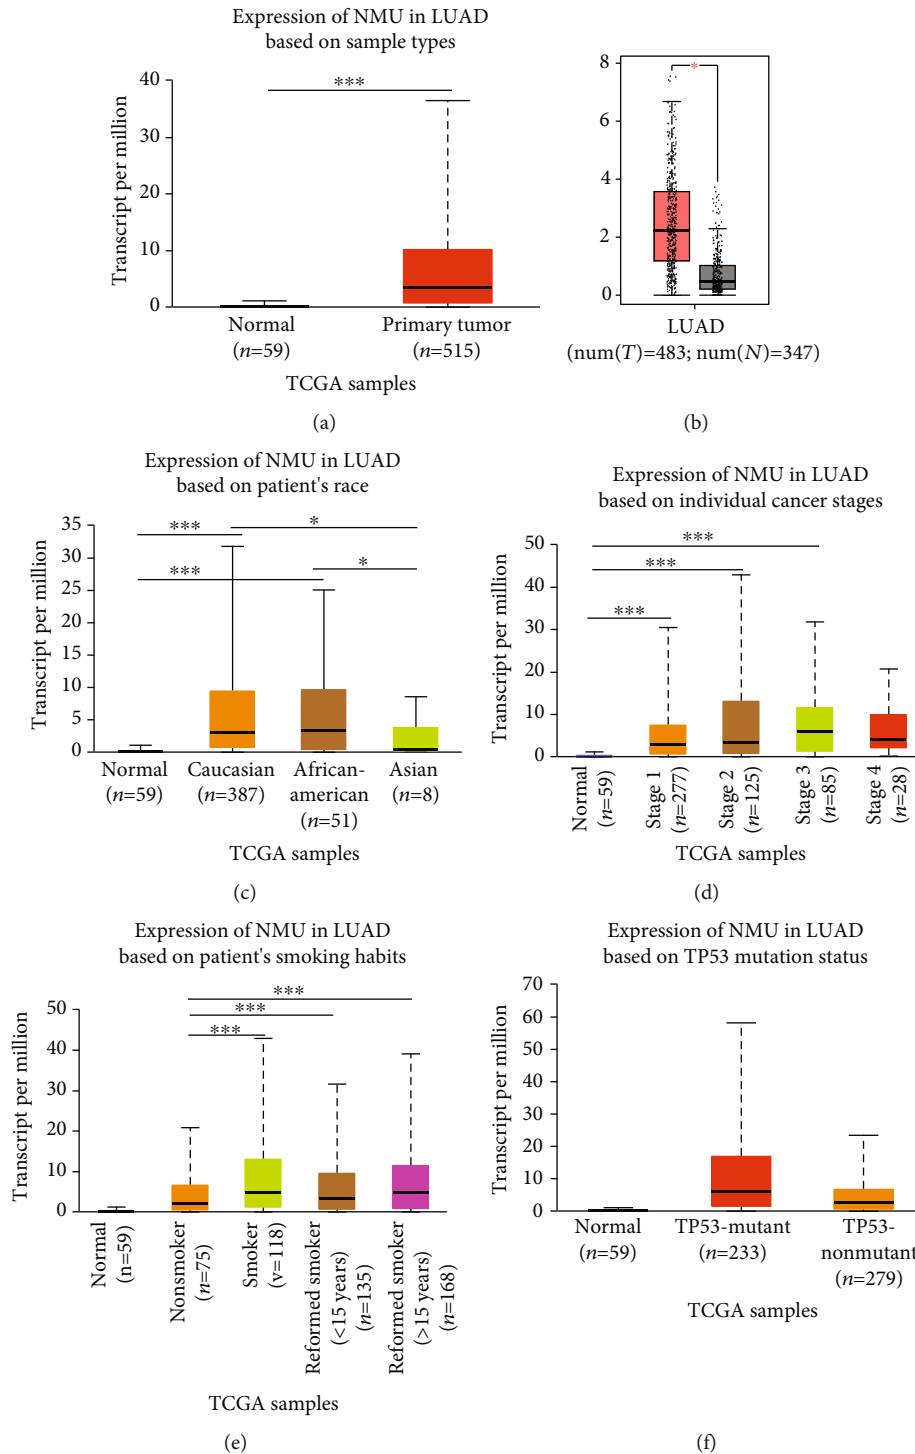 Expression of NMU in LUAD
based on sample types
***
Transcript per million
40
30
20
10
0
Normal
(n=59)
Primary tumor
(n=515)
TCGA samples
(a)
*
8
6
4
2
0
LUAD
(num(T)=483; num(N)=347)
(b)
Expression of NMU in LUAD
based on patient's race
***
*
***
*
Transcript per million
35
30
25
20
15
10
5
0
Normal
(n=59)
Caucasian
(n=387)
African-
american
(n=51)
Asian
(n=8)
TCGA samples
(c)
Expression of NMU in LUAD
based on individual cancer stages
***
***
***
Transcript per million
50
40
30
20
10
0
Normal
(n=59)
Stage 1
(n=277)
Stage 2
(n=125)
Stage 3
(n=85)
Stage 4
(n=28)
TCGA samples
(d)
Expression of NMU in LUAD
based on patient's smoking habits
***
***
***
Transcript per million
50
40
30
20
10
0
Normal
(n=59)
Nonsmoker
(n=75)
Smoker
(v=118)
Reformed smoker
(<15 years)
(n=135)
Reformed smoker
(>15 years)
(n=168)
TCGA samples
(e)
Expression of NMU in LUAD
based on TP53 mutation status
Transcript per million
70
60
50
40
30
20
10
0
Normal
(n=59)
TP53-mutant
(n=233)
TP53-
nonmutant
(n=279)
TCGA samples
(f)